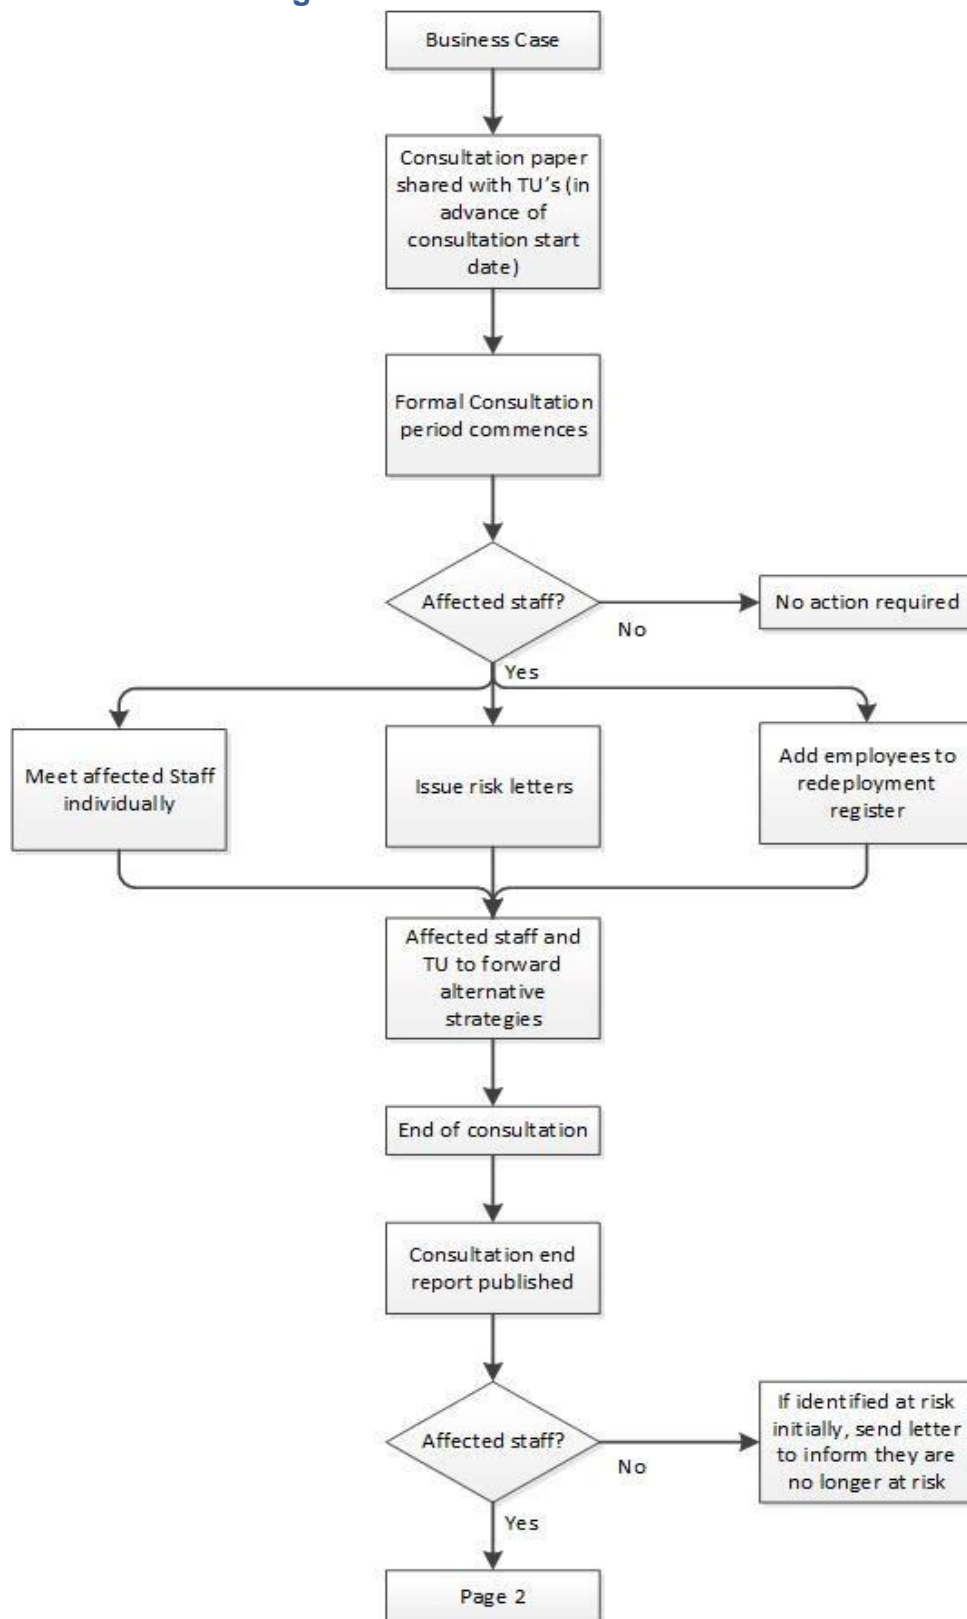 Business Case
Consultation paper
shared with TU's (in
advance of
consultation start
date)
Formal Consultation
period commences
Affected staff?
No
No action required
Yes
Meet affected Staff
individually
Issue risk letters
Add employees to
redeployment
register
Affected staff and
TU to forward
alternative
strategies
End of consultation
Consultation end
report published
Affected staff?
No
If identified at risk
initially, send letter
to inform they are
no longer at risk
Yes
Page 2